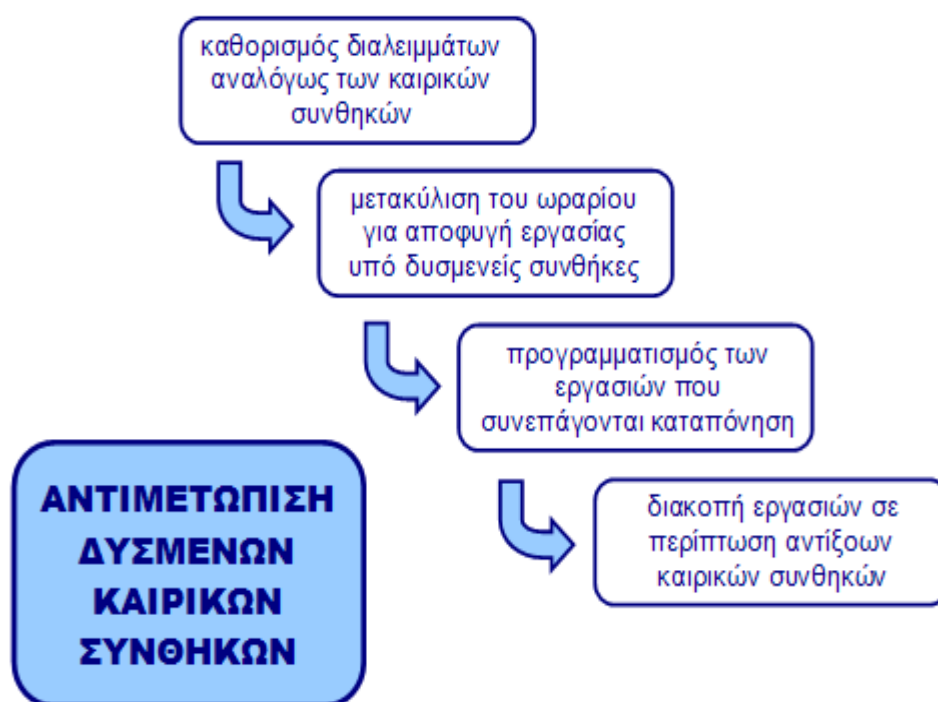 καθορισμός διαλειμμάτων
αναλόγως των καιρικών
συνθηκών
μετακύλιση του ωραρίου
για αποφυγή εργασίας
υπό δυσμενείς συνθήκες
προγραμματισμός των
εργασιών που
συνεπάγονται καταπόνηση
διακοπή εργασιών σε
περίπτωση αντίξοων
καιρικών συνθηκών
ΑΝΤΙΜΕΤΩΠΙΣΗ
ΔΥΣΜΕΝΩΝ
ΚΑΙΡΙΚΩΝ
ΣΥΝΘΗΚΩΝ